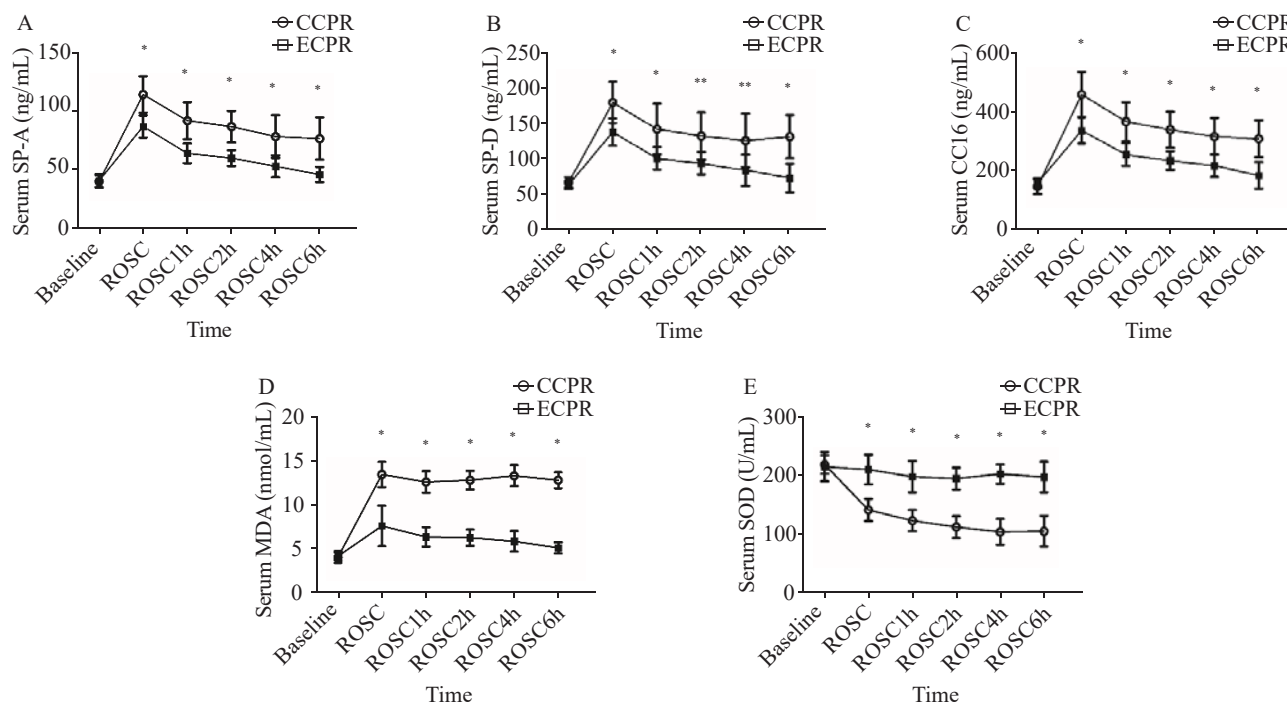 A
CCPR
ECPR
Serum SP-A (ng/mL)
150
100
50
0
* * * * *
Baseline ROSC ROSC1h ROSC2h ROSC4h ROSC6h
Time
B
CCPR
ECPR
Serum SP-D (ng/mL)
250
200
150
100
50
0
* * ** ** *
Baseline ROSC ROSC1h ROSC2h ROSC4h ROSC6h
Time
C
CCPR
ECPR
Serum CC16 (ng/mL)
600
400
200
0
* * * * *
Baseline ROSC ROSC1h ROSC2h ROSC4h ROSC6h
Time
D
CCPR
ECPR
Serum MDA (nmol/mL)
20
15
10
5
0
* * * * *
Baseline ROSC ROSC1h ROSC2h ROSC4h ROSC6h
Time
E
CCPR
ECPR
Serum SOD (U/mL)
300
200
100
0
* * * * *
Baseline ROSC ROSC1h ROSC2h ROSC4h ROSC6h
Time